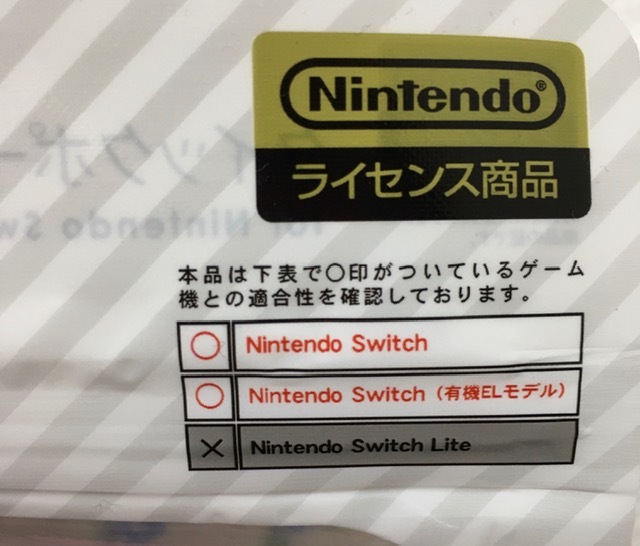 Nintendo®
ライセンス商品
本品は下表で〇印がついているゲーム
機との適合性を確認しております。
〇 Nintendo Switch
〇 Nintendo Switch（有機ELモデル）
× Nintendo Switch Lite